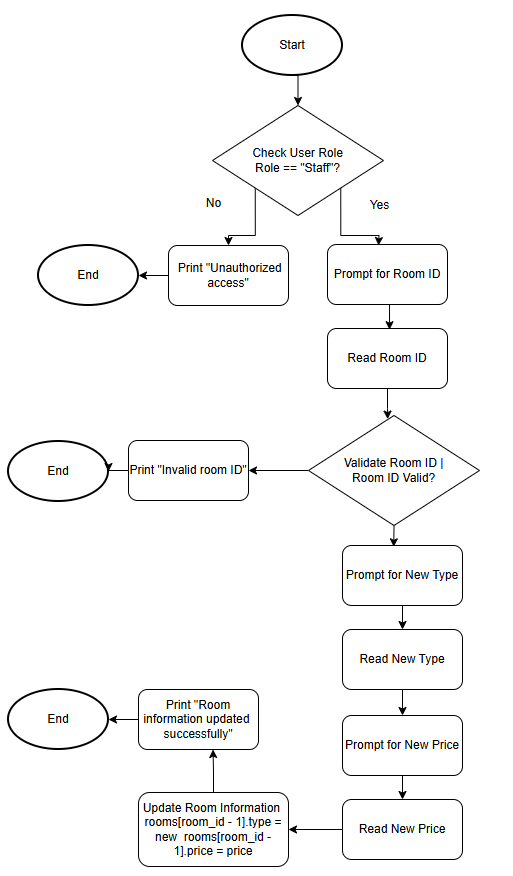 Start
Check User Role
Role == "Staff"?
No
Yes
End
Print "Unauthorized
access"
Prompt for Room ID
Read Room ID
End
Print "Invalid room ID"
Validate Room ID |
Room ID Valid?
Prompt for New Type
Read New Type
End
Print "Room
information updated
successfully"
Prompt for New Price
Update Room Information
rooms[room_id - 1].type =
new rooms[room_id -
1].price = price
Read New Price